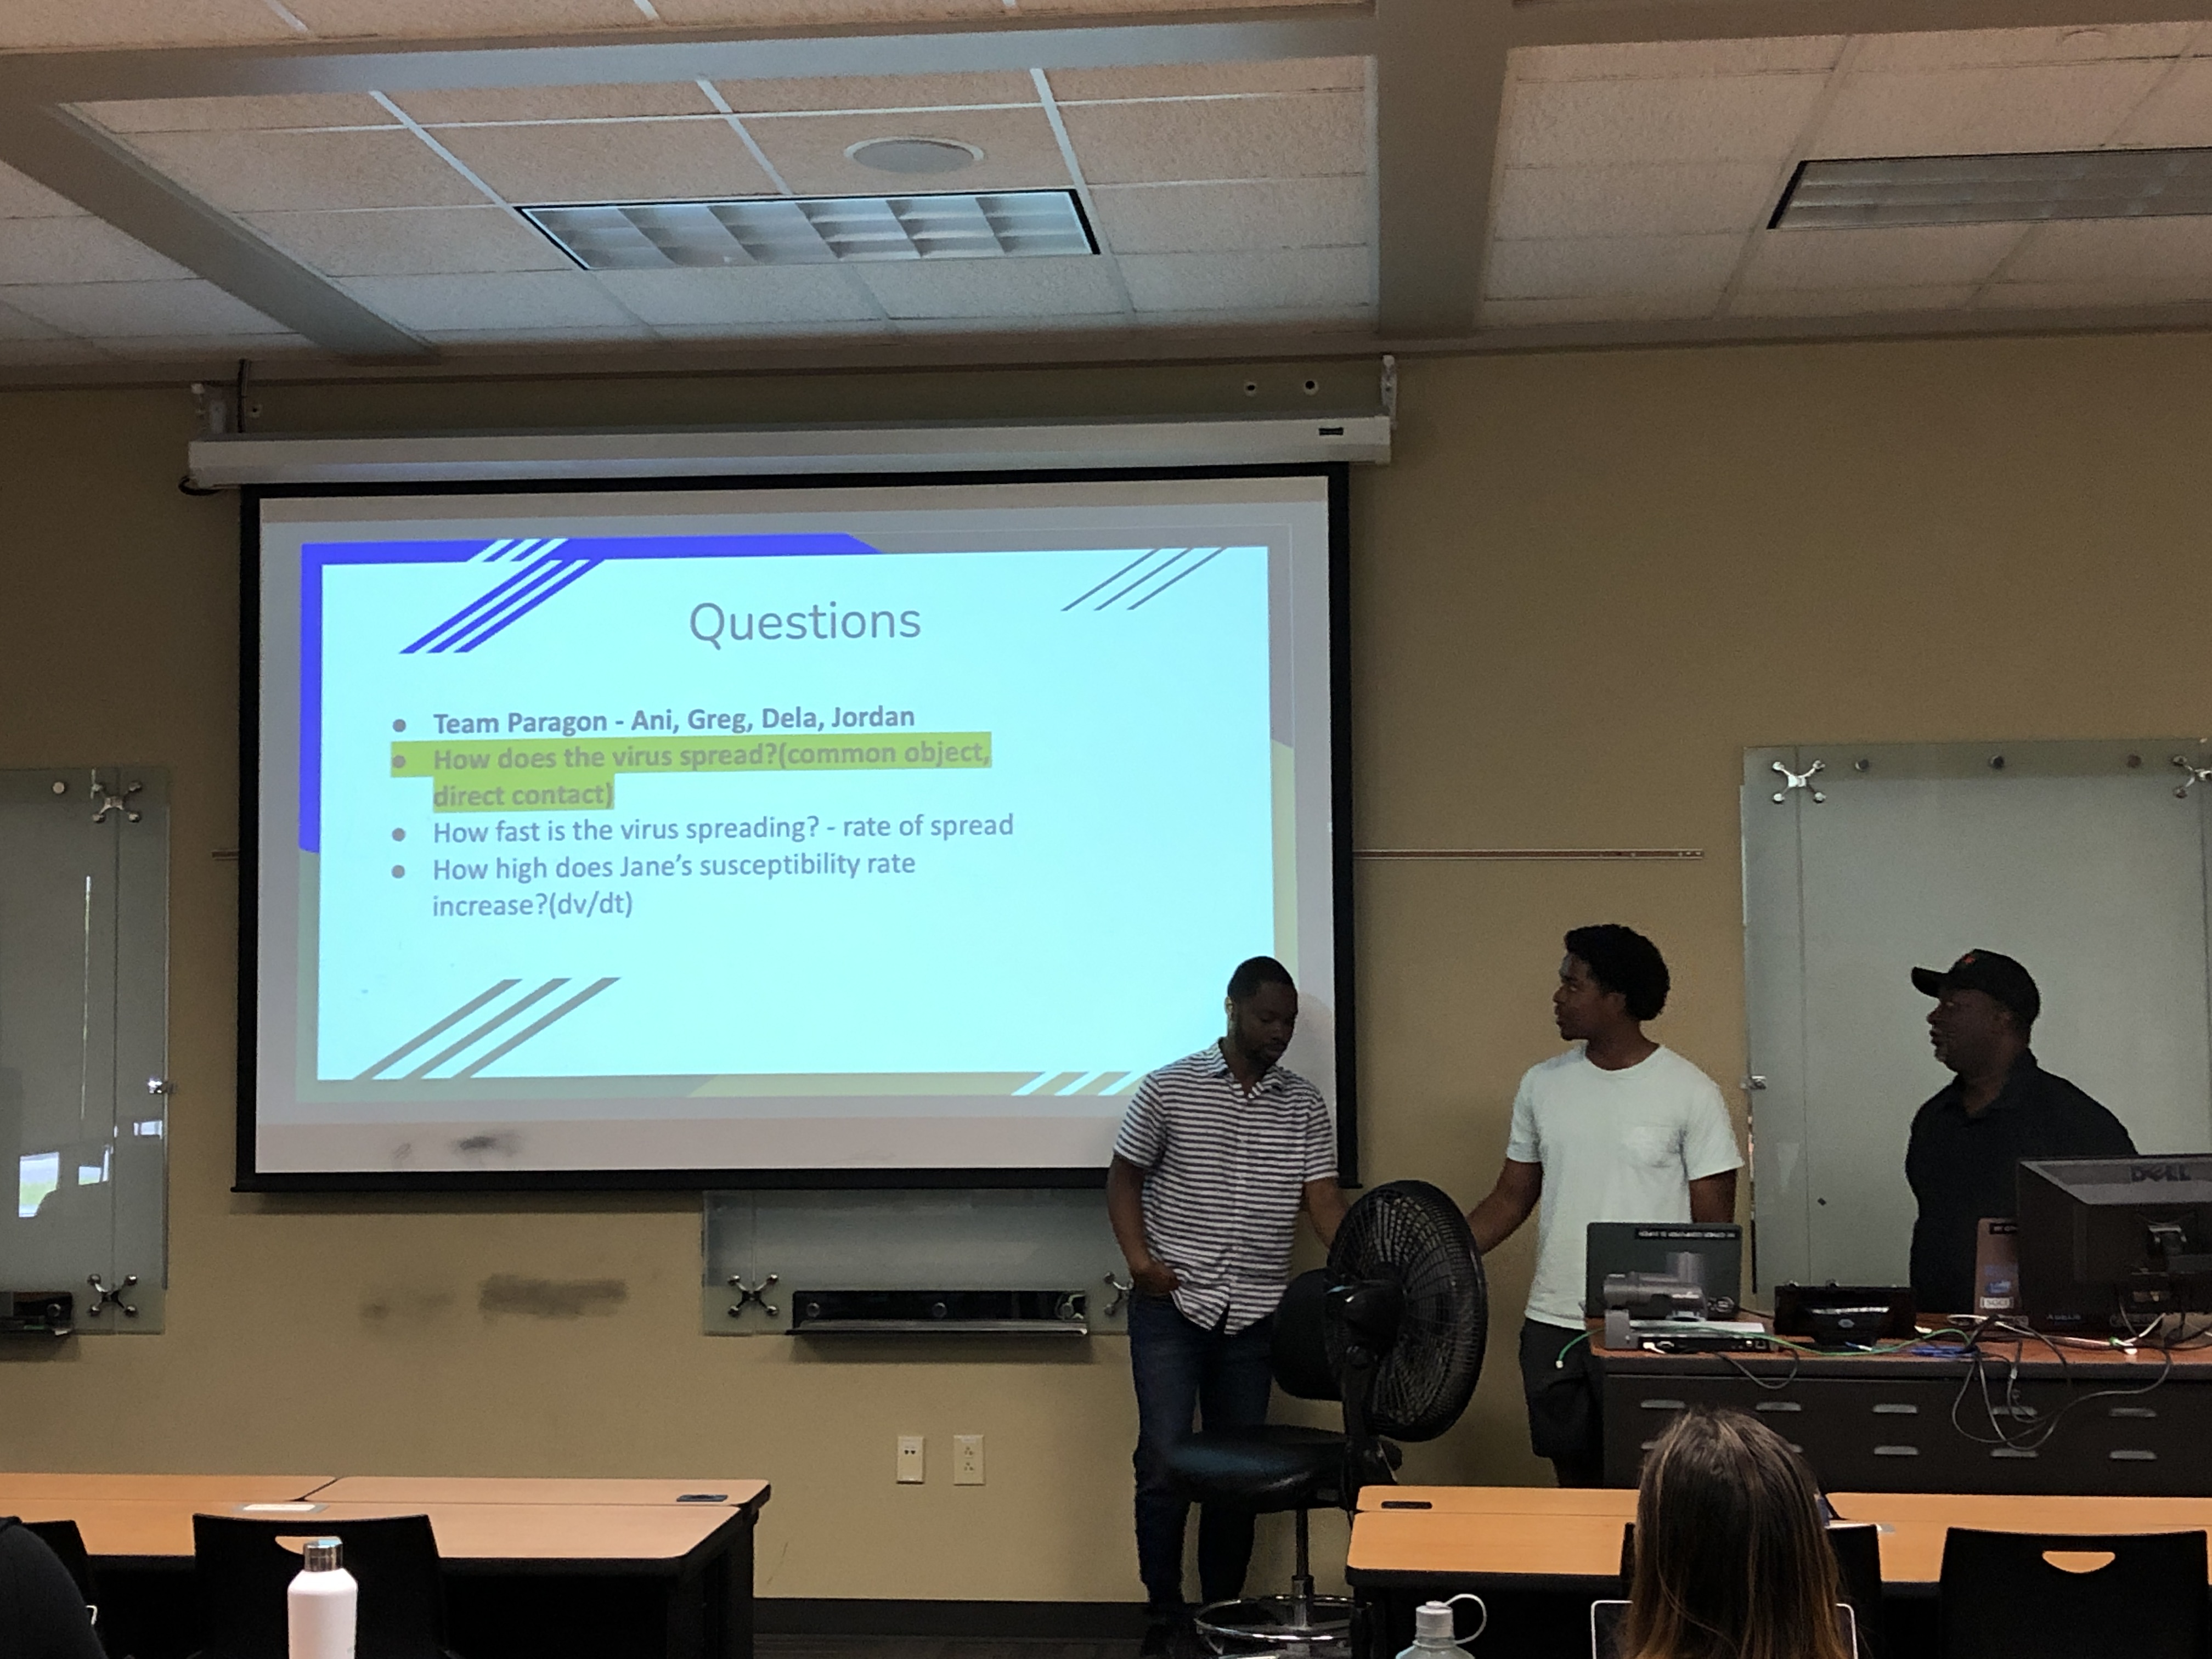 Questions
Team Paragon - Ani, Greg, Dela, Jordan
How does the virus spread?(common object,
direct contact)
How fast is the virus spreading? - rate of spread
How high does Jane's susceptibility rate
increase?(dv/dt)
DELL